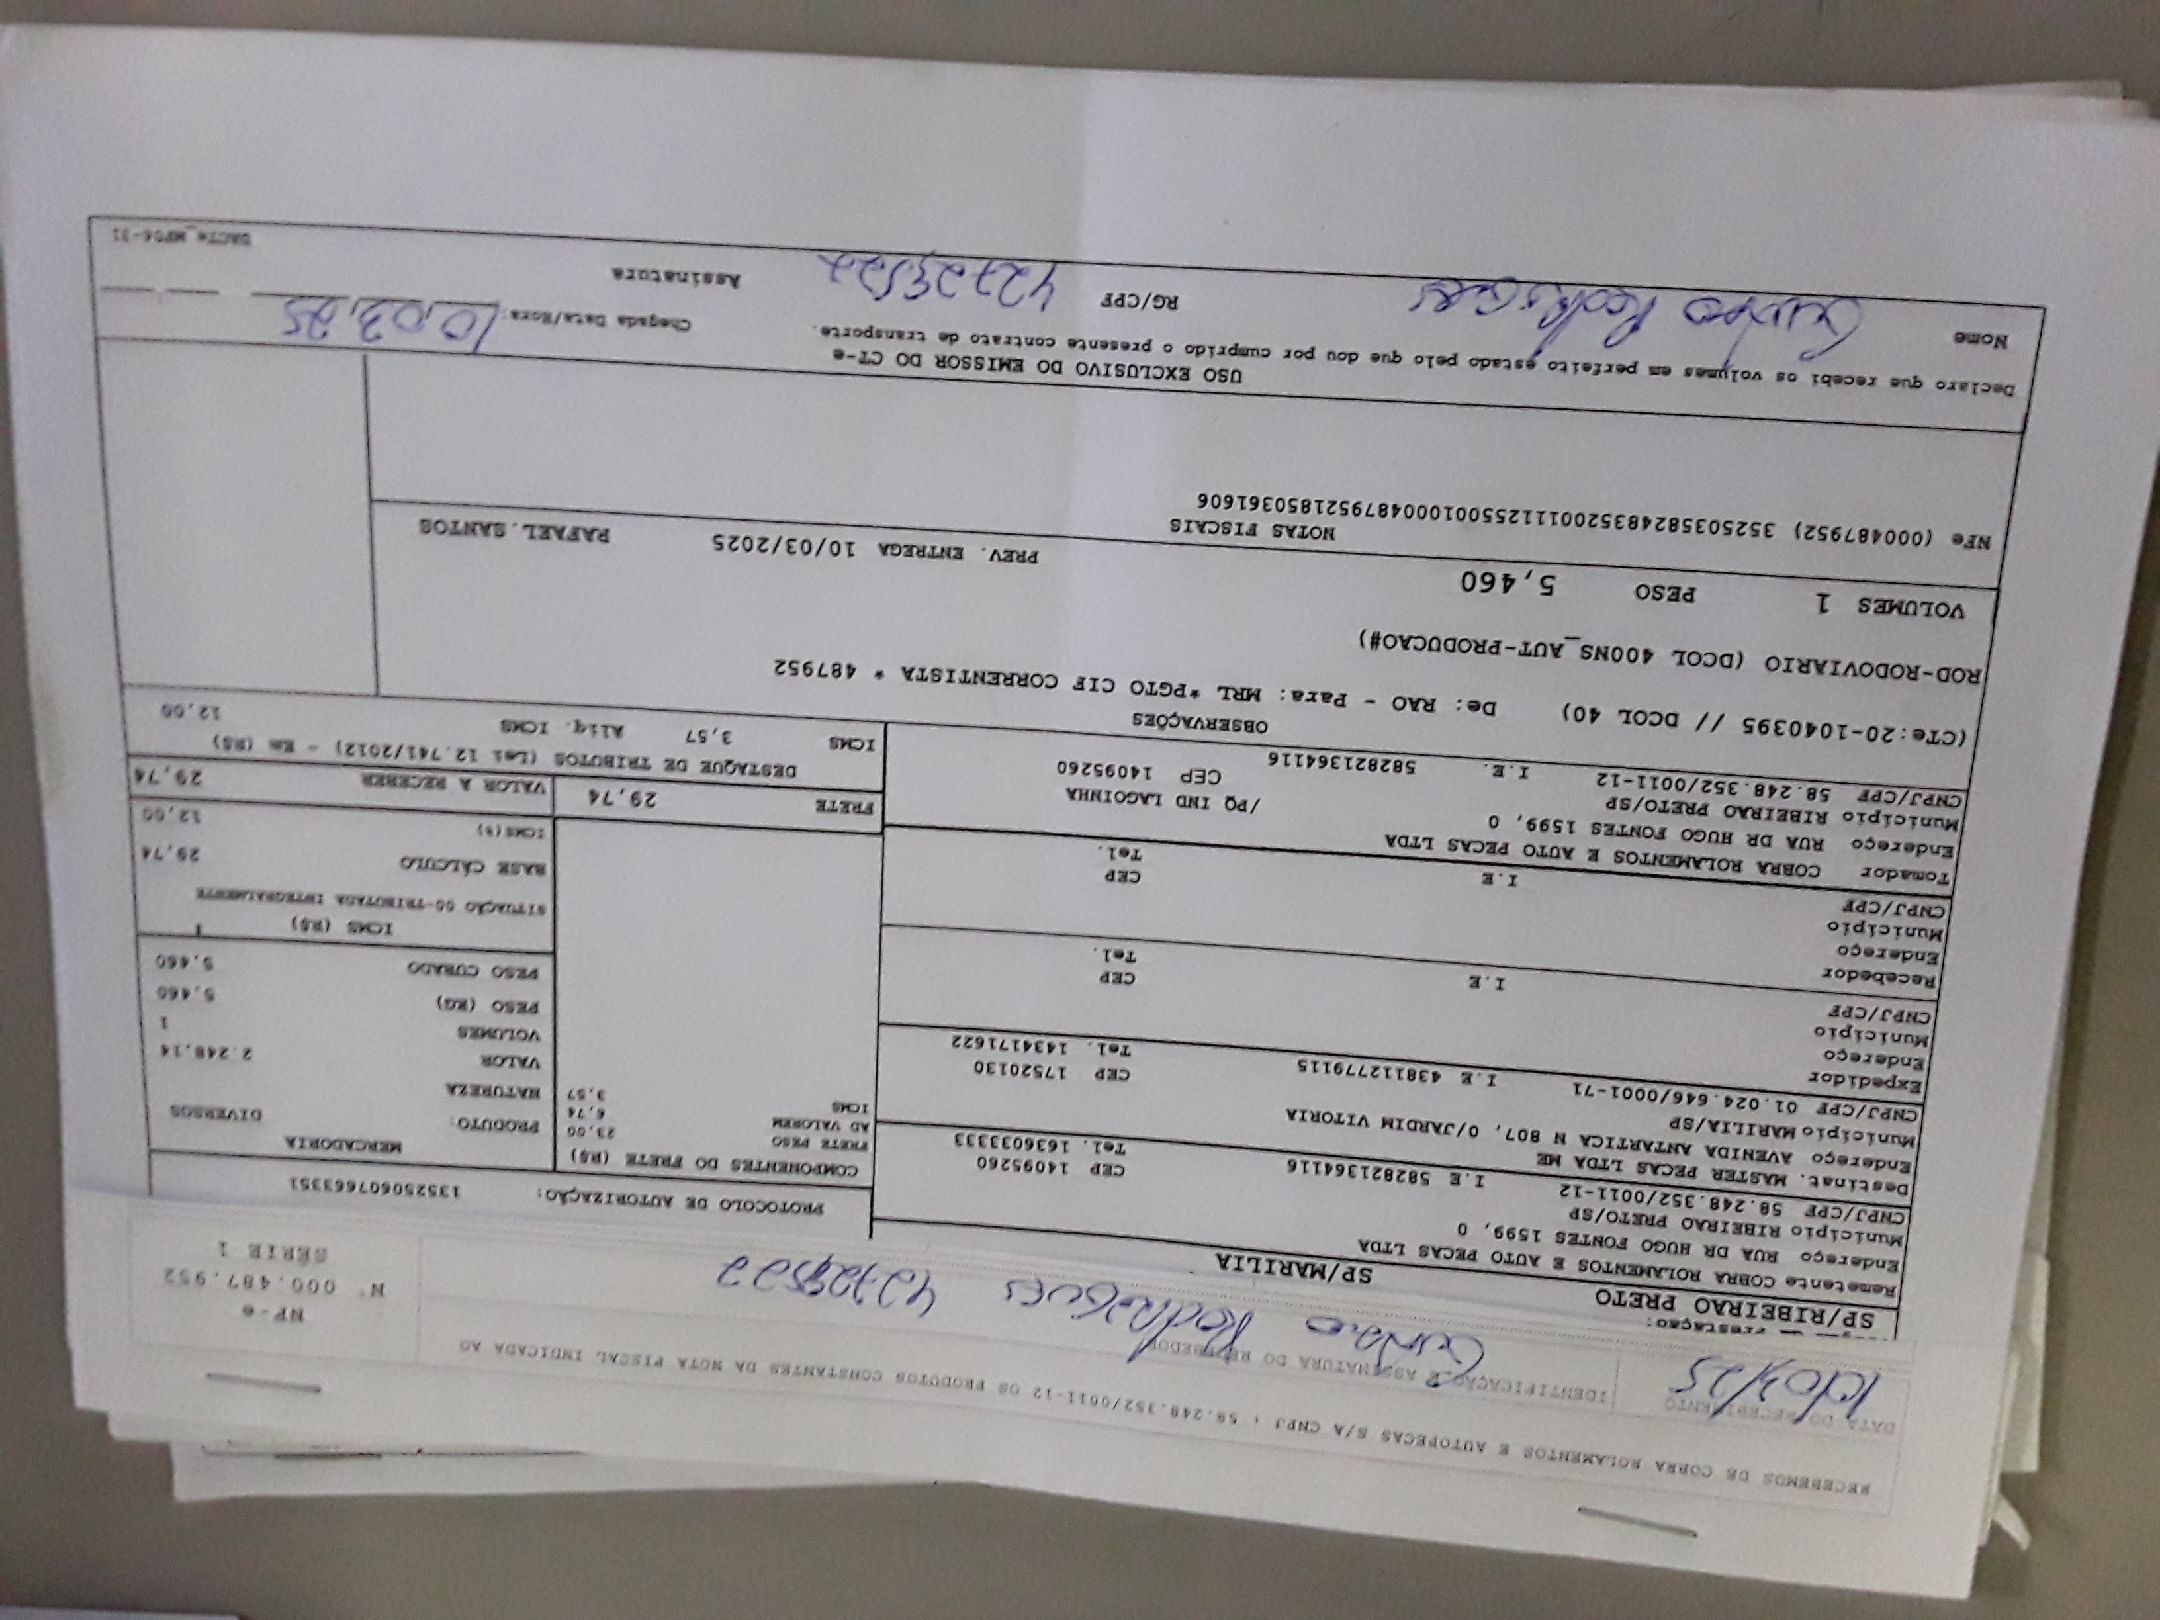 RECEBEMOS DE COBRA ROLAMENTOS E AUTOPECAS S/A CNPJ : 58.248.352/0011-12 OS PRODUTOS CONSTANTES DA NOTA FISCAL INDICADA AO
DATA DO RECEBIMENTO
10/03/25
IDENTIFICAÇÃO E ASSINATURA DO RECEBEDOR
Rodrigues
NF-e
N° 000.487.952
SÉRIE 1
SP/RIBEIRAO PRETO
SP/MARILIA
Remetente COBRA ROLAMENTOS E AUTO PECAS LTDA
Endereço RUA DR HUGO FONTES 1599, 0
Município RIBEIRAO PRETO/SP CEP 14095260
CNPJ/CPF 58.248.352/0011-12 I.E 582821364116 Tel. 1636033333
Destinat. MASTER PECAS LTDA ME
Endereço AVENIDA ANTARTICA N 807, 0/JARDIM VITORIA
Município MARILIA/SP CEP 17520130
CNPJ/CPF 01.024.646/0001-71 I.E 438112779115 Tel. 1434171622
Expedidor
Endereço
Município CEP
CNPJ/CPF I.E Tel.
Recebedor
Endereço
Município CEP
CNPJ/CPF I.E Tel.
Tomador COBRA ROLAMENTOS E AUTO PECAS LTDA
Endereço RUA DR HUGO FONTES 1599, 0 /PQ IND LAGOINHA
Município RIBEIRAO PRETO/SP CEP 14095260
CNPJ/CPF 58.248.352/0011-12 I.E. 582821364116
PROTOCOLO DE AUTORIZAÇÃO: 135250607663351
COMPONENTES DO FRETE (R$)
FRETE PESO 23,00
AD VALOREM 6,74
ICMS 3,57
FRETE 29,74
MERCADORIA
PRODUTO: DIVERSOS
NATUREZA
VALOR 2.248,14
VOLUMES 1
PESO (KG) 5,460
PESO CUBADO 5,460
ICMS (R$)
SITUAÇÃO 00-TRIBUTADA INTEGRALMENTE
BASE CÁLCULO 29,74
ICMS(%) 12,00
VALOR A RECEBER 29,74
DESTAQUE DE TRIBUTOS (Lei 12.741/2012) - Em (R$)
ICMS 3,57 Aliq. ICMS 12,00
OBSERVAÇÕES
(CTe:20-1040395 // DCOL 40) De: RAO - Para: MRL *PGTO CIF CORRENTISTA * 487952
ROD-RODOVIARIO (DCOL 400NS_AUT-PRODUCAO#)
VOLUMES 1 PESO 5,460 PREV. ENTREGA 10/03/2025 RAFAEL.SANTOS
NOTAS FISCAIS
NFe (000487952) 35250358248352001112550010004879521850361606
USO EXCLUSIVO DO EMISSOR DO CT-e
Declaro que recebi os volumes em perfeito estado pelo que dou por cumprido o presente contrato de transporte.
Chegada Data/Hora: 10,03,25
Nome Rodrigues RG/CPF Assinatura